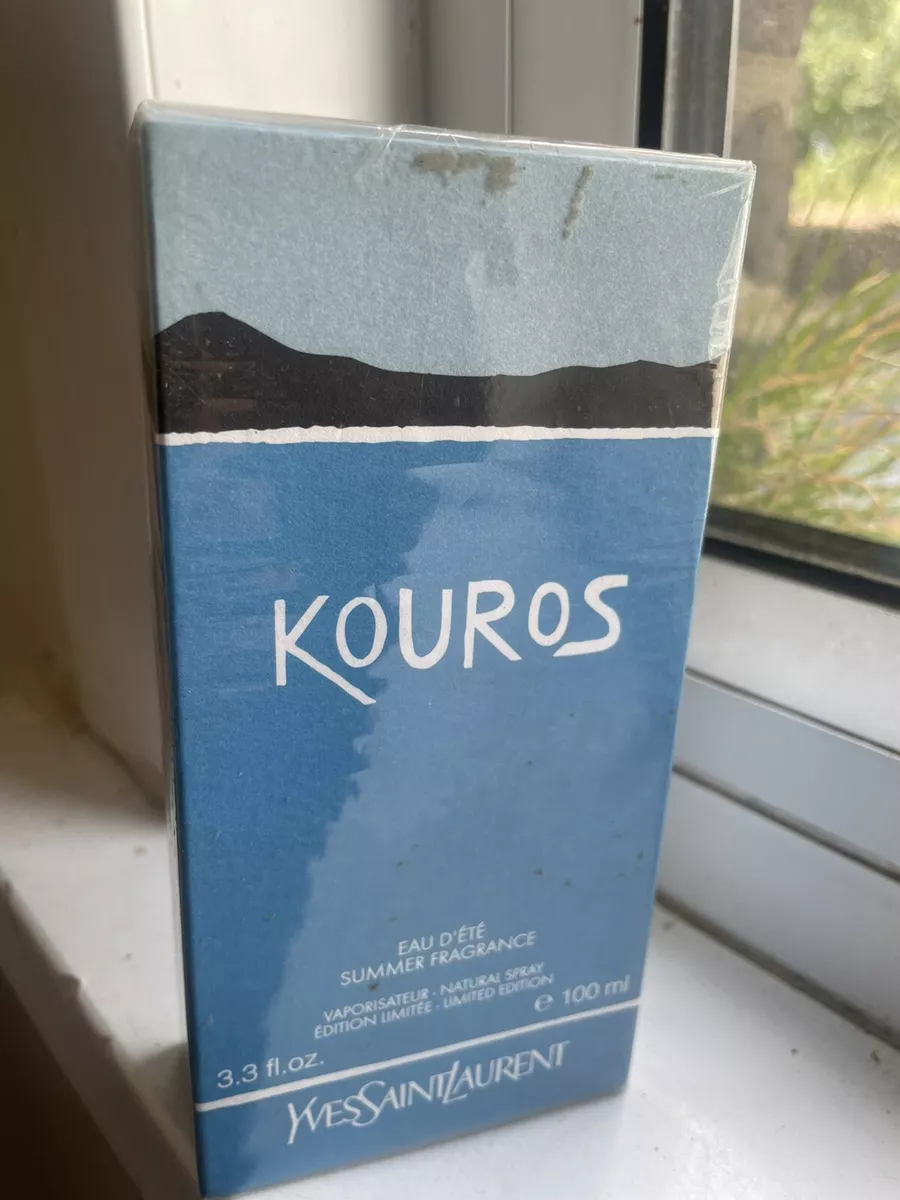 KOUROS
EAU D'ÉTÉ
SUMMER FRAGRANCE
VAPORISATEUR - NATURAL SPRAY
ÉDITION LIMITÉE - LIMITED EDITION
3.3 fl.oz. ℮ 100 ml
YVESSAINTLAURENT